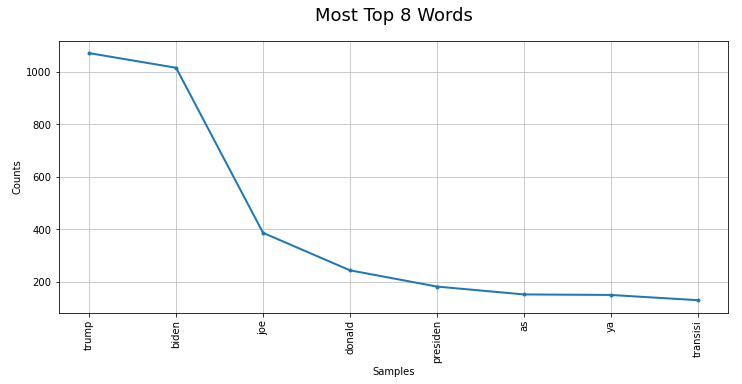 Most Top 8 Words
1000
800
600
400
200
Counts
trump
biden
joe
donald
presiden
as
ya
transisi
Samples